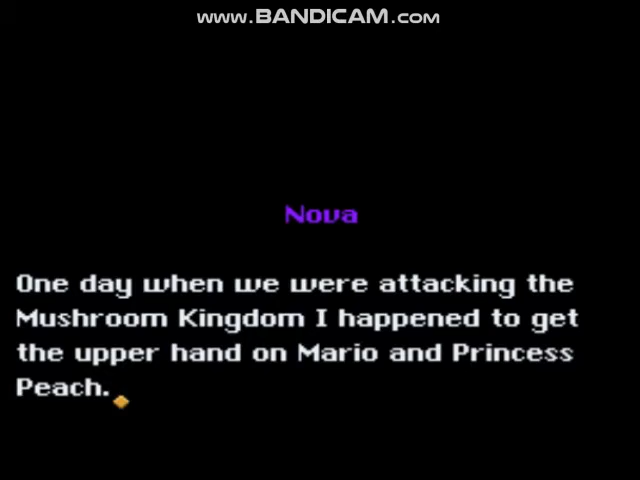 www.BANDICAM.com
Nova
One day when we were attacking the
Mushroom Kingdom I happened to get
the upper hand on Mario and Princess
Peach.